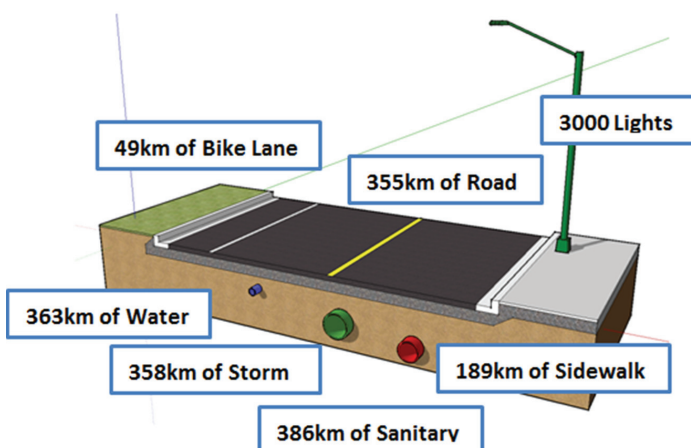 3000 Lights
49km of Bike Lane
355km of Road
363km of Water
358km of Storm
189km of Sidewalk
386km of Sanitary